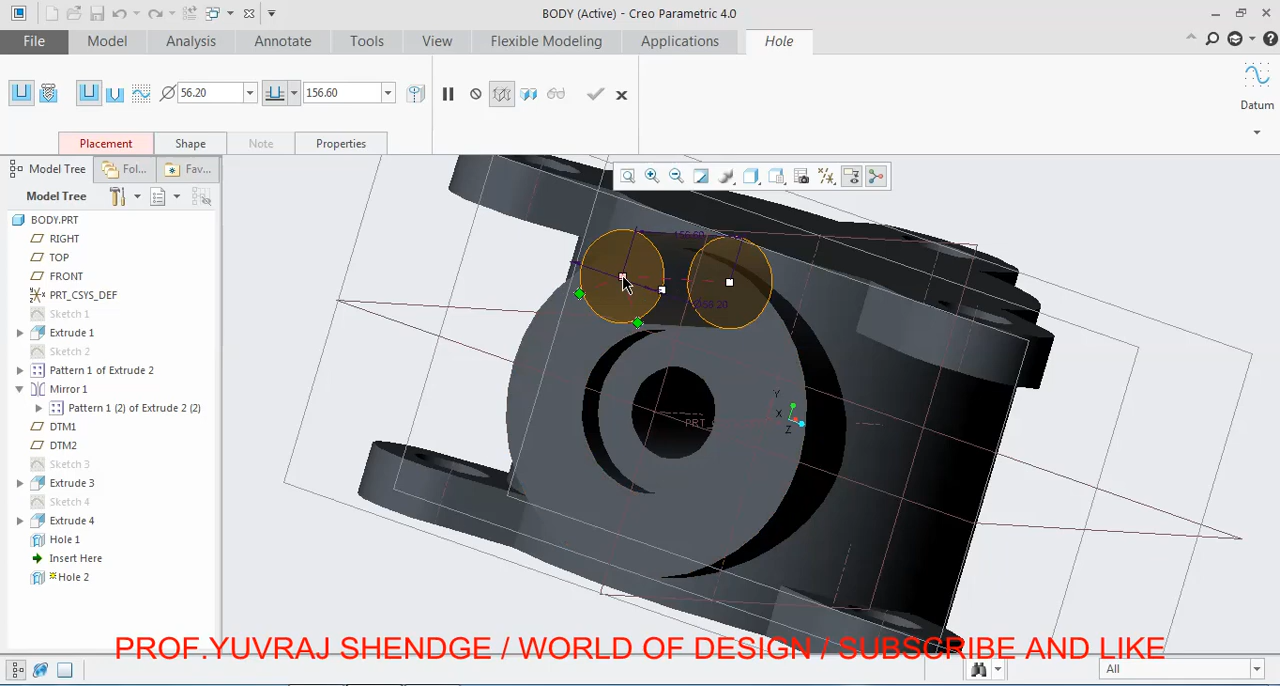 BODY (Active) - Creo Parametric 4.0
File Model Analysis Annotate Tools View Flexible Modeling Applications Hole
56.20 156.60
Datum
Placement Shape Note Properties
Model Tree Fol... Fav...
Model Tree
BODY.PRT
RIGHT
TOP
FRONT
PRT_CSYS_DEF
Sketch 1
Extrude 1
Sketch 2
Pattern 1 of Extrude 2
Mirror 1
Pattern 1 (2) of Extrude 2 (2)
DTM1
DTM2
Sketch 3
Extrude 3
Sketch 4
Extrude 4
Hole 1
Insert Here
Hole 2
Y
X
Z
PRT_
PROF.YUVRAJ SHENDGE / WORLD OF DESIGN / SUBSCRIBE AND LIKE
All